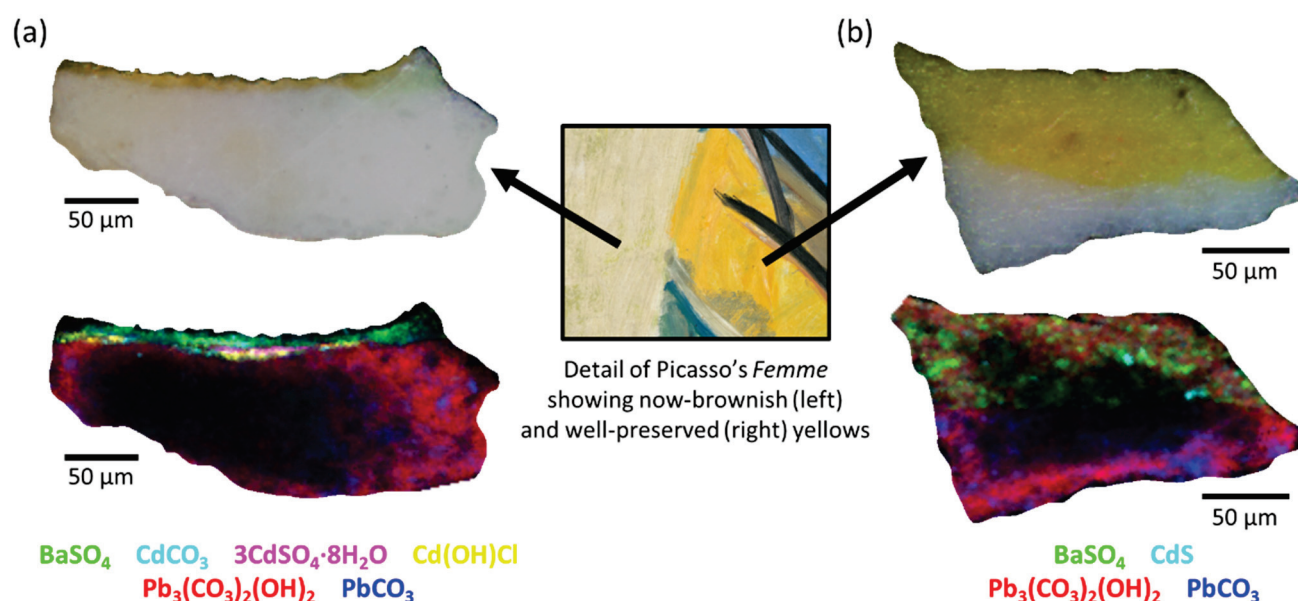 (a)
(b)
50 µm
50 µm
50 µm
50 µm
Detail of Picasso's Femme
showing now-brownish (left)
and well-preserved (right) yellows
BaSO₄ CdCO₃ 3CdSO₄·8H₂O Cd(OH)Cl
Pb₃(CO₃)₂(OH)₂ PbCO₃
BaSO₄ CdS
Pb₃(CO₃)₂(OH)₂ PbCO₃